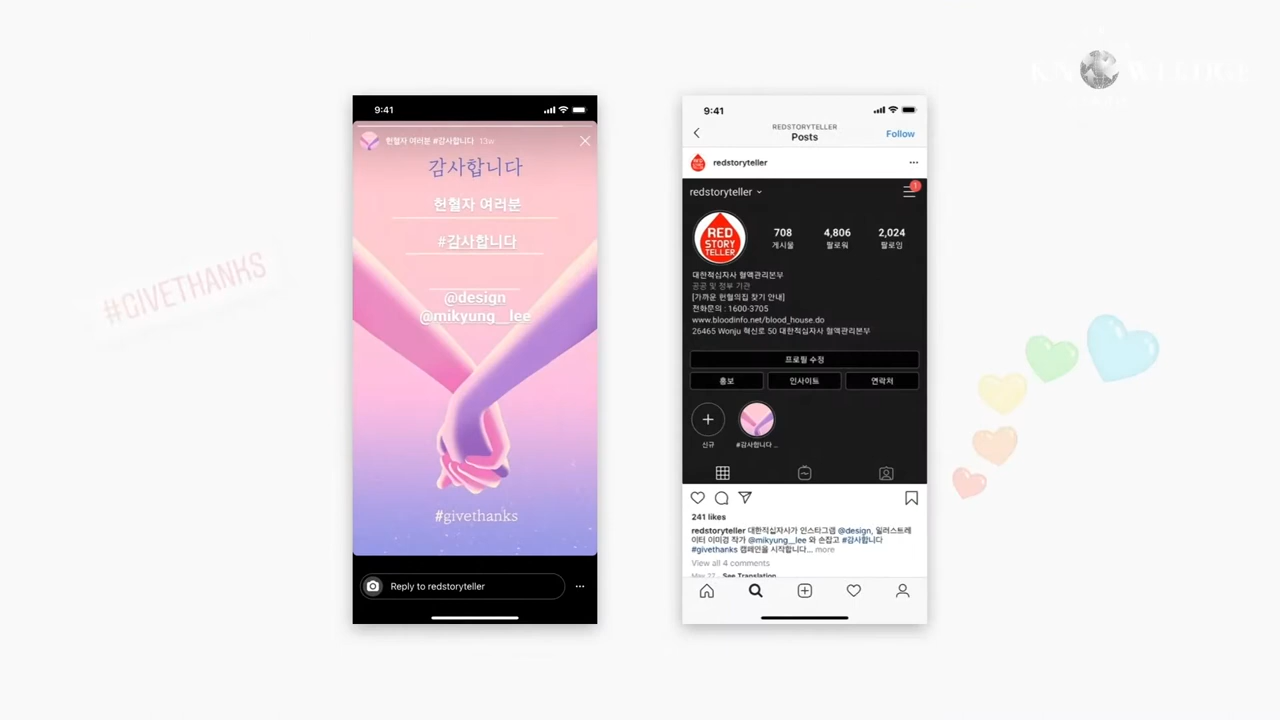 KNOWLEDGE
#GIVETHANKS
9:41
헌혈자 여러분 #감사합니다 13w
감사합니다
헌혈자 여러분
#감사합니다
@design
@mikyung__lee
#givethanks
Reply to redstoryteller
9:41
REDSTORYTELLER
Posts
Follow
redstoryteller
redstoryteller
1
RED
STORY
TELLER
708
4,806
2,024
게시물
팔로워
팔로잉
대한적십자사 혈액관리본부
공공 및 정부 기관
[가까운 헌혈의집 찾기 안내]
전화문의 : 1600-3705
www.bloodinfo.net/blood_house.do
26465 Wonju 혁신로 50 대한적십자사 혈액관리본부
프로필 수정
홍보
인사이트
연락처
신규
#감사합니다 ..
241 likes
redstoryteller 대한적십자사가 인스타그램 @design, 일러스트레
이터 이미경 작가 @mikyung__lee 와 손잡고 #감사합니다
#givethanks 캠페인을 시작합니다... more
View all 4 comments
May 27 · See Translation